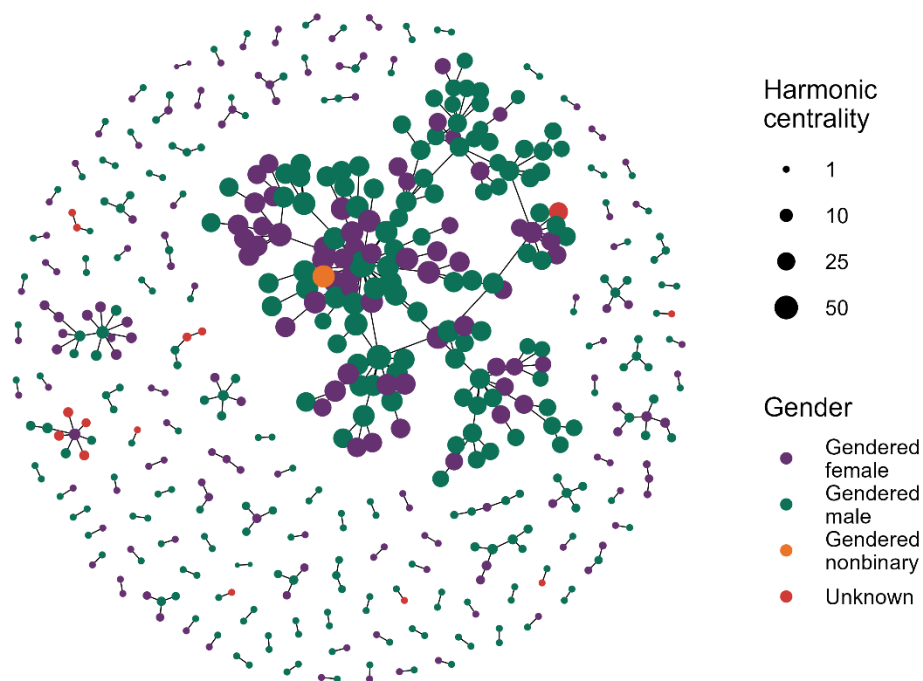 Harmonic
centrality
1
10
25
50
Gender
Gendered
female
Gendered
male
Gendered
nonbinary
Unknown